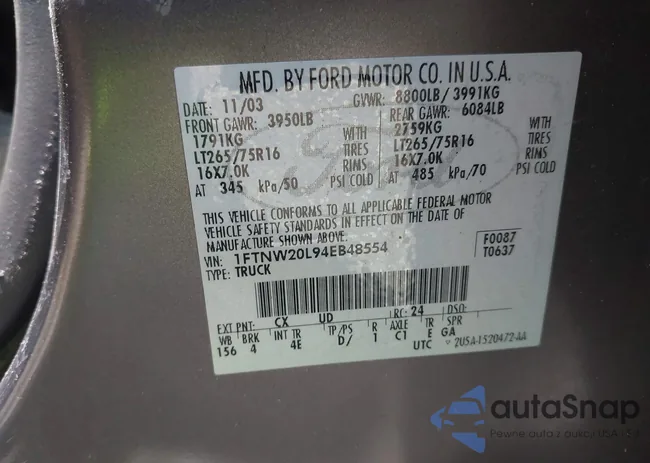 MFD. BY FORD MOTOR CO. IN U.S.A.
DATE: 11/03 GVWR: 8800LB/ 3991KG
FRONT GAWR: 3950LB REAR GAWR: 6084LB
1791KG WITH 2759KG WITH
LT265/75R16 TIRES LT265/75R16 TIRES
16X7.0K RIMS 16X7.0K RIMS
AT 345 kPa/50 PSI COLD AT 485 kPa/70 PSI COLD
THIS VEHICLE CONFORMS TO ALL APPLICABLE FEDERAL MOTOR
VEHICLE SAFETY STANDARDS IN EFFECT ON THE DATE OF
MANUFACTURE SHOWN ABOVE.
VIN: 1FTNW20L94EB48554 F0087
TYPE: TRUCK T0637
EXT PNT: CX UD RC: 24 DSO:
WB BRK INT TR TP/PS R AXLE TR SPR
156 4 4E D/ 1 C1 E GA
UTC 2U5A-1520472-AA
autaSnap
Pewne auta z aukcji USA